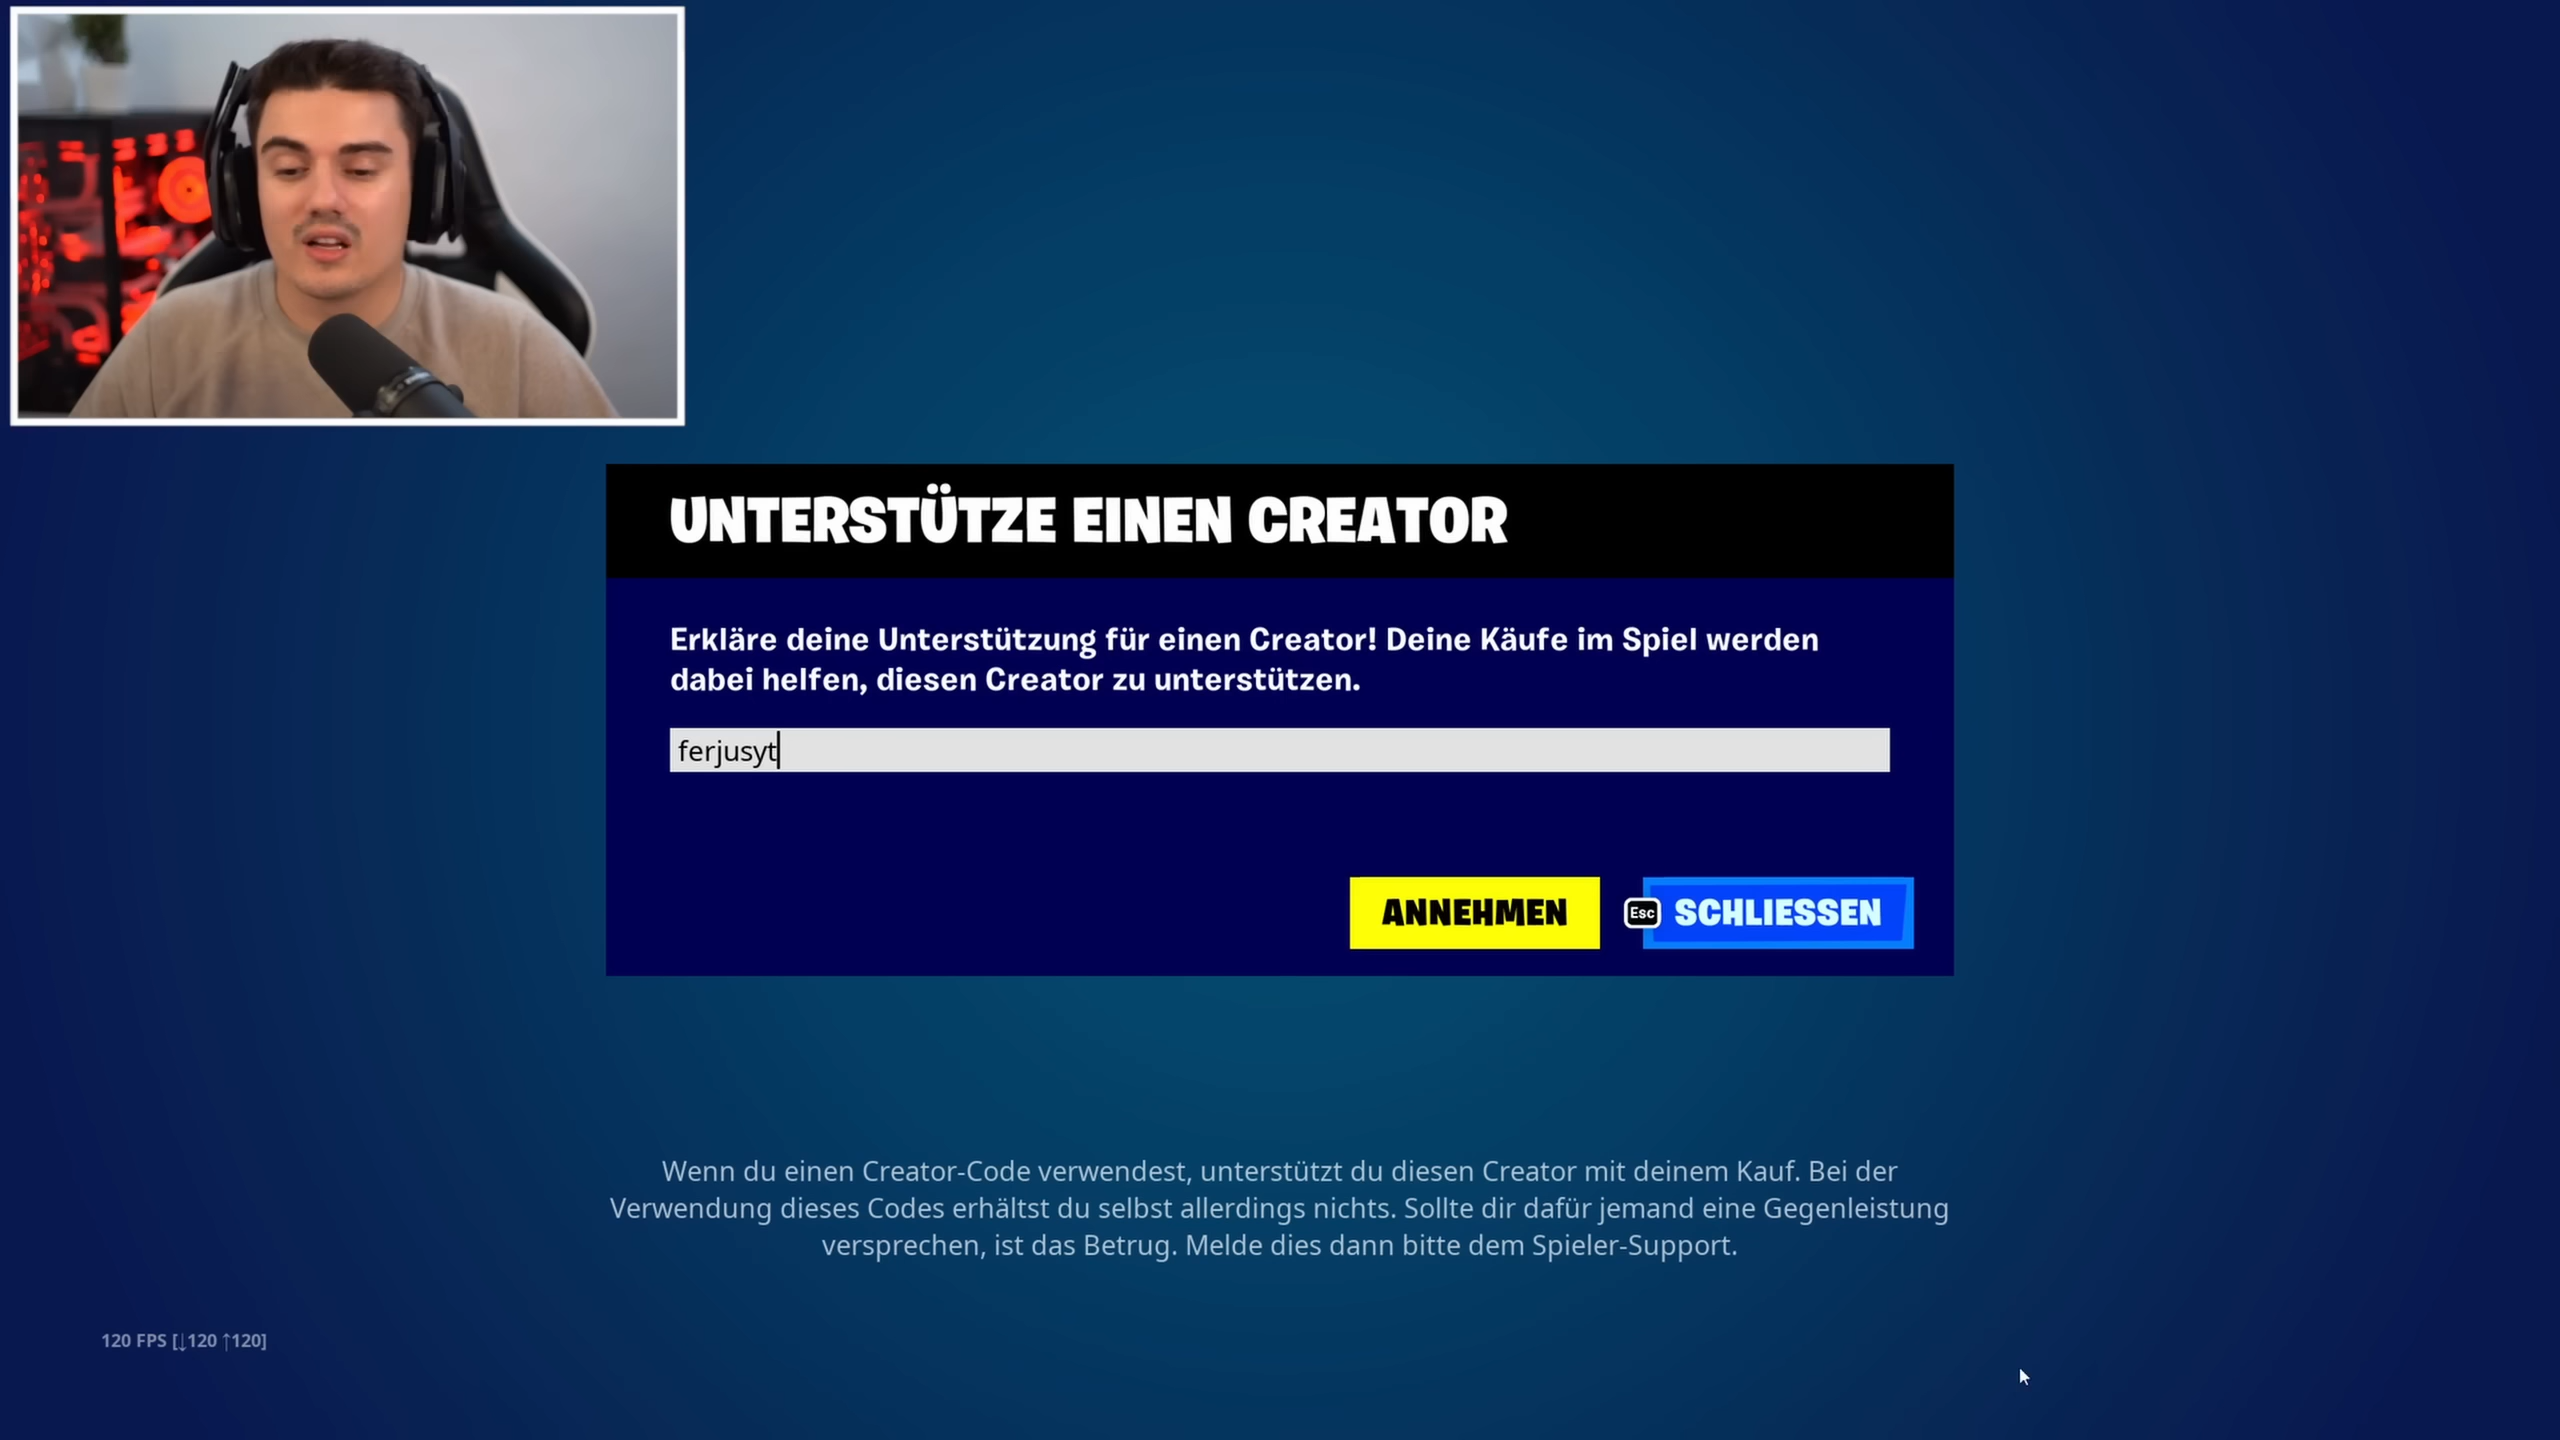 UNTERSTÜTZE EINEN CREATOR
Erkläre deine Unterstützung für einen Creator! Deine Käufe im Spiel werden
dabei helfen, diesen Creator zu unterstützen.
ferjusyt
ANNEHMEN
Esc SCHLIESSEN
Wenn du einen Creator-Code verwendest, unterstützt du diesen Creator mit deinem Kauf. Bei der
Verwendung dieses Codes erhältst du selbst allerdings nichts. Sollte dir dafür jemand eine Gegenleistung
versprechen, ist das Betrug. Melde dies dann bitte dem Spieler-Support.
120 FPS [↓120 ↑120]